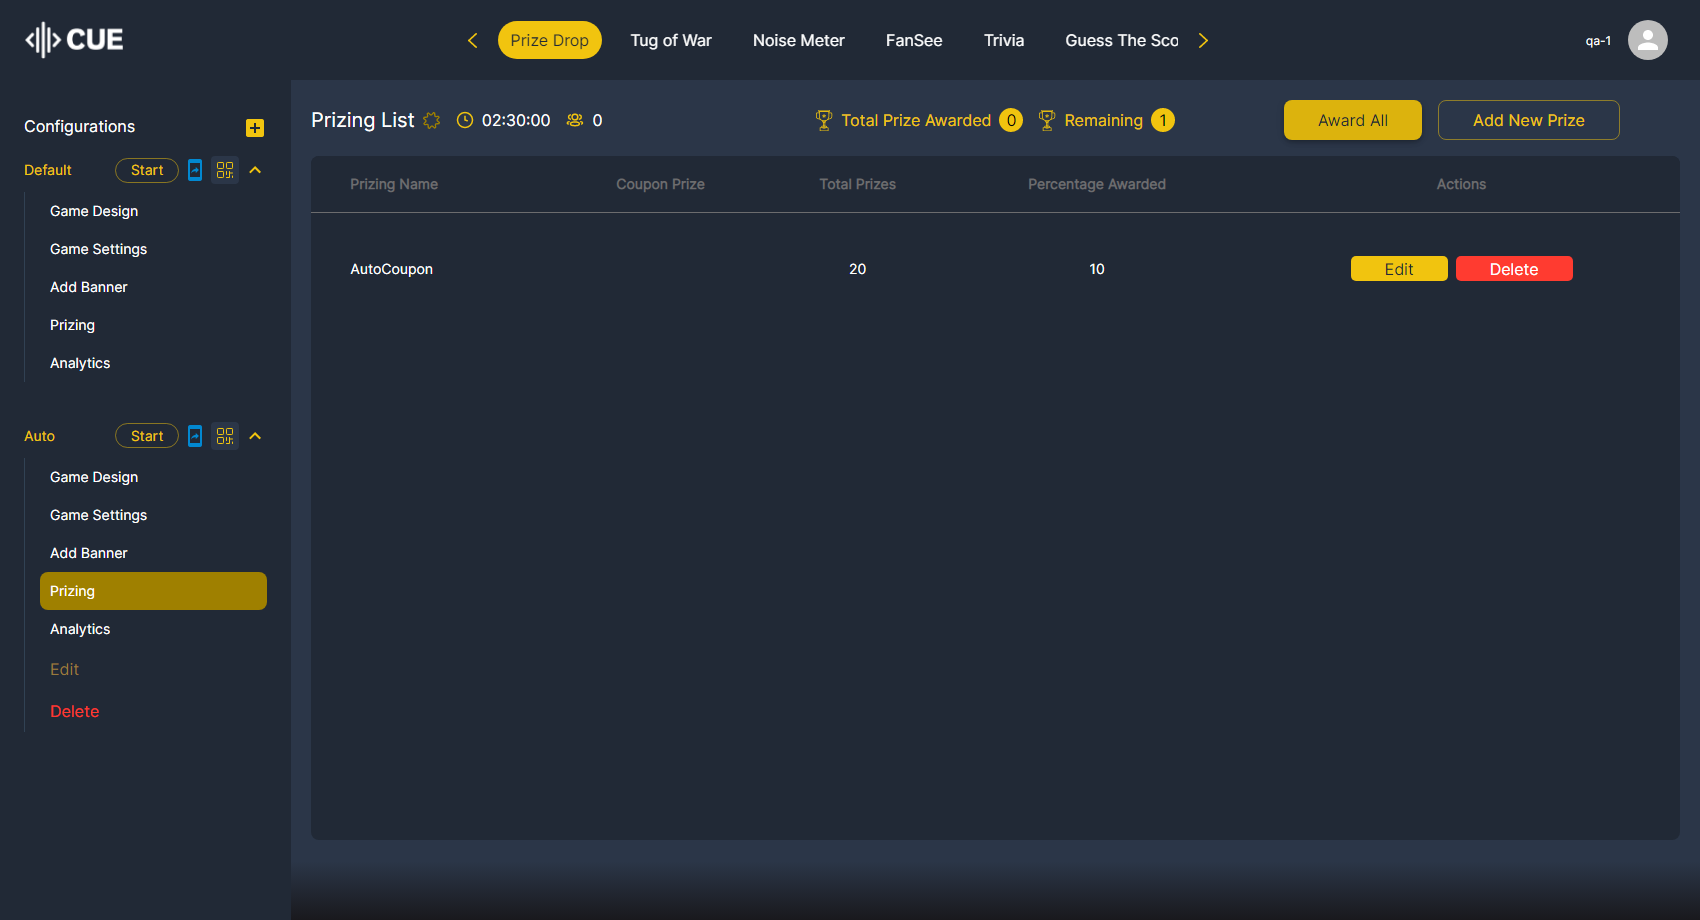 CUE
Prize Drop
Tug of War
Noise Meter
FanSee
Trivia
Guess The Sco
qa-1
Configurations
Default
Start
Game Design
Game Settings
Add Banner
Prizing
Analytics
Auto
Start
Game Design
Game Settings
Add Banner
Prizing
Analytics
Edit
Delete
Prizing List
02:30:00
0
Total Prize Awarded 0
Remaining 1
Award All
Add New Prize
Prizing Name
Coupon Prize
Total Prizes
Percentage Awarded
Actions
AutoCoupon
20
10
Edit
Delete